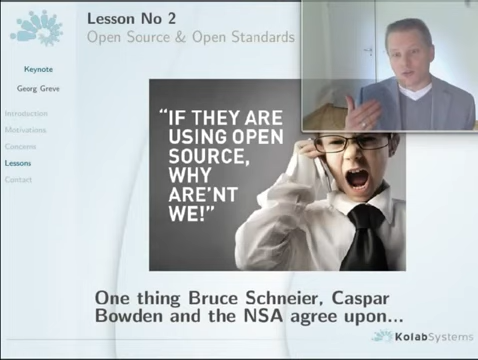 Lesson No 2
Open Source & Open Standards
Keynote
Georg Greve
Introduction
Motivations
Concerns
Lessons
Contact
“IF THEY ARE
USING OPEN
SOURCE,
WHY
ARE'NT
WE!”
One thing Bruce Schneier, Caspar
Bowden and the NSA agree upon...
KolabSystems